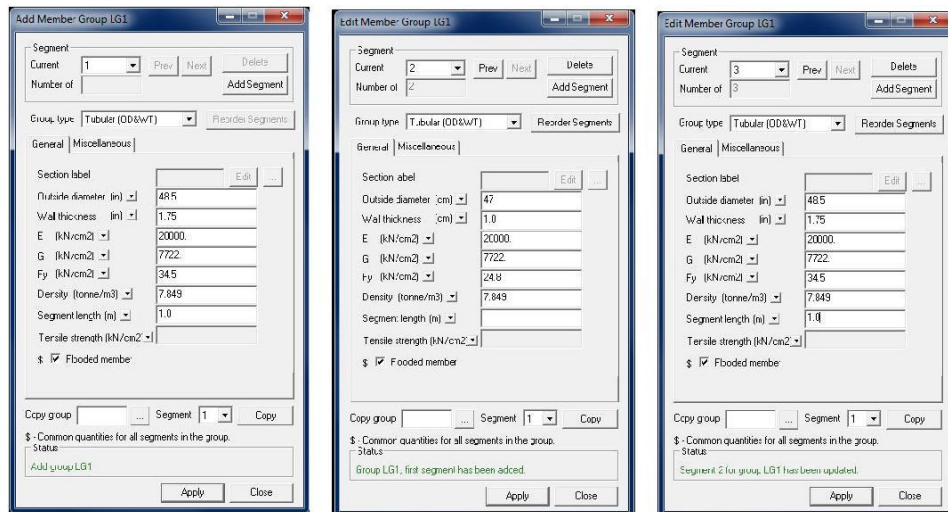 Add Member Group LG1
Segment
Current 1 Prev Next Delete
Number of Add Segment
Group type Tubular (OD&WT) Reorder Segments
General Miscellaneous
Section label Edit ...
Outside diameter (in) 48.5
Wall thickness (in) 1.75
E (kN/cm2) 20000.
G (kN/cm2) 7722.
Fy (kN/cm2) 34.5
Density (tonne/m3) 7.849
Segment length (m) 1.0
Tensile strength (kN/cm2)
$ Flooded member
Copy group ... Segment 1 Copy
$ - Common quantities for all segments in the group.
Status
Add group LG1
Apply Close
Edit Member Group LG1
Segment
Current 2 Prev Next Delete
Number of 2 Add Segment
Group type Tubular (OD&WT) Reorder Segments
General Miscellaneous
Section label Edit ...
Outside diameter (cm) 47
Wall thickness (cm) 1.0
E (kN/cm2) 20000.
G (kN/cm2) 7722.
Fy (kN/cm2) 24.8
Density (tonne/m3) 7.849
Segment length (m)
Tensile strength (kN/cm2)
$ Flooded member
Copy group ... Segment 1 Copy
$ - Common quantities for all segments in the group.
Status
Group LG1, first segment has been added.
Apply Close
Edit Member Group LG1
Segment
Current 3 Prev Next Delete
Number of 3 Add Segment
Group type Tubular (OD&WT) Reorder Segments
General Miscellaneous
Section label Edit ...
Outside diameter (in) 48.5
Wall thickness (in) 1.75
E (kN/cm2) 20000.
G (kN/cm2) 7722.
Fy (kN/cm2) 34.5
Density (tonne/m3) 7.849
Segment length (m) 1.0
Tensile strength (kN/cm2)
$ Flooded member
Copy group ... Segment 1 Copy
$ - Common quantities for all segments in the group.
Status
Segment 2 for group LG1 has been updated.
Apply Close